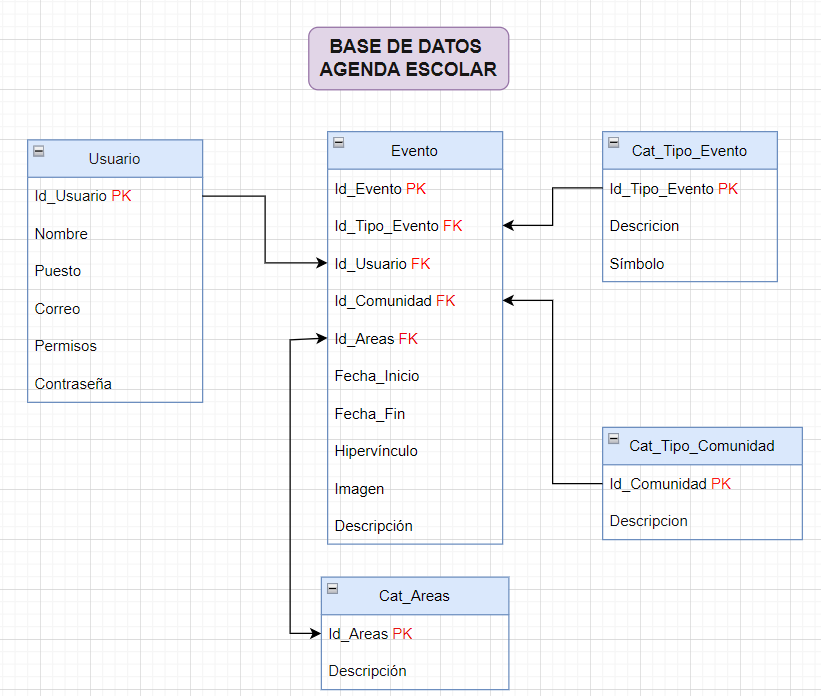 BASE DE DATOS
AGENDA ESCOLAR
Usuario
Id_Usuario PK
Nombre
Puesto
Correo
Permisos
Contraseña
Evento
Id_Evento PK
Id_Tipo_Evento FK
Id_Usuario FK
Id_Comunidad FK
Id_Areas FK
Fecha_Inicio
Fecha_Fin
Hipervínculo
Imagen
Descripción
Cat_Tipo_Evento
Id_Tipo_Evento PK
Descricion
Símbolo
Cat_Tipo_Comunidad
Id_Comunidad PK
Descripcion
Cat_Areas
Id_Areas PK
Descripción